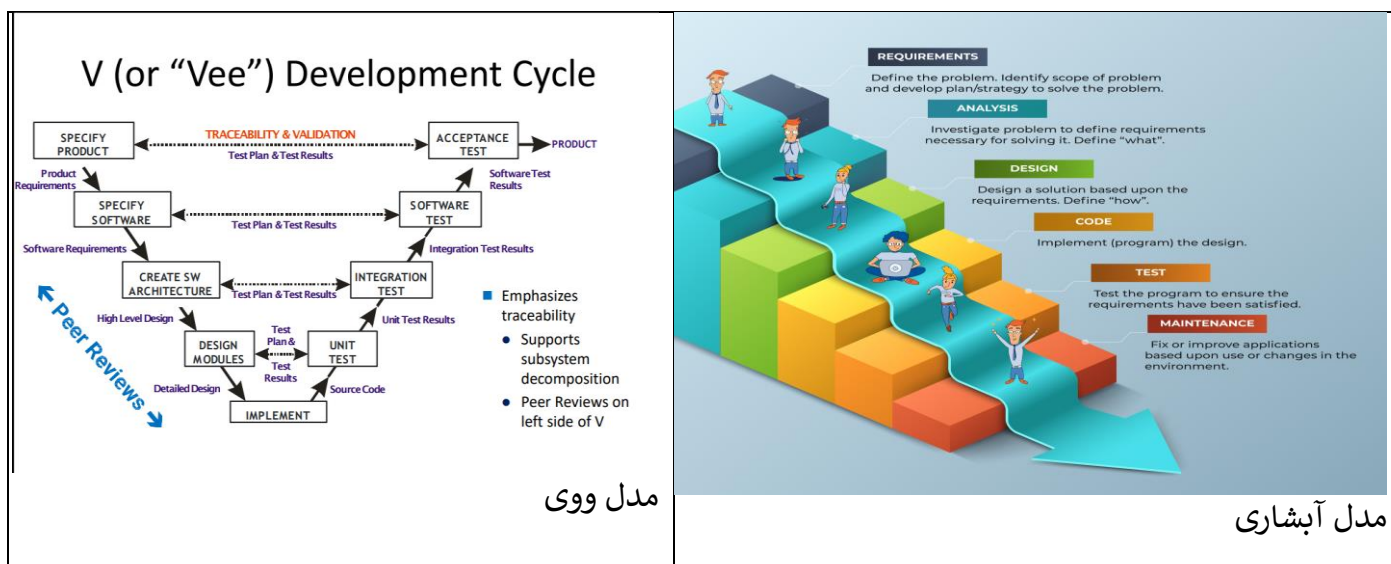 V (or “Vee”) Development Cycle
SPECIFY
PRODUCT
TRACEABILITY & VALIDATION
Test Plan & Test Results
ACCEPTANCE
TEST
PRODUCT
Product
Requirements
Software Test
Results
SPECIFY
SOFTWARE
Test Plan & Test Results
SOFTWARE
TEST
Software Requirements
Integration Test Results
CREATE SW
ARCHITECTURE
Test Plan & Test Results
INTEGRATION
TEST
High Level Design
Unit Test Results
DESIGN
MODULES
Test
Plan &
Test
Results
UNIT
TEST
Detailed Design
Source Code
IMPLEMENT
Peer Reviews
Emphasizes
traceability
Supports
subsystem
decomposition
Peer Reviews on
left side of V
مدل ووی
REQUIREMENTS
Define the problem. Identify scope of problem
and develop plan/strategy to solve the problem.
ANALYSIS
Investigate problem to define requirements
necessary for solving it. Define “what”.
DESIGN
Design a solution based upon the
requirements. Define “how”.
CODE
Implement (program) the design.
TEST
Test the program to ensure the
requirements have been satisfied.
MAINTENANCE
Fix or improve applications
based upon use or changes in the
environment.
مدل آبشاری